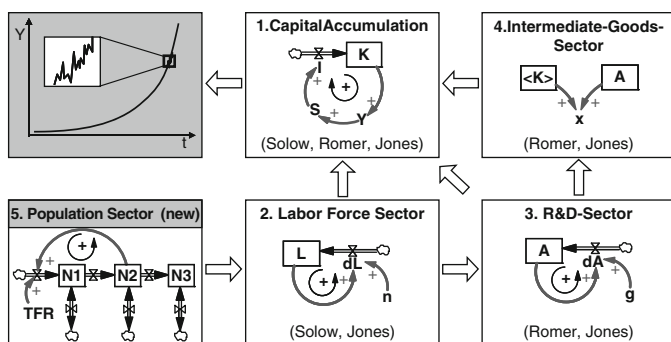 Y
t
1.CapitalAccumulation
K
I
+
S
+
+
Y
+
(Solow, Romer, Jones)
4.Intermediate-Goods-
Sector
<K>
A
+
+
x
(Romer, Jones)
5. Population Sector (new)
+
+
N1
N2
N3
+
TFR
2. Labor Force Sector
L
dL
+
+
+
n
(Solow, Jones)
3. R&D-Sector
A
dA
+
+
+
g
(Romer, Jones)